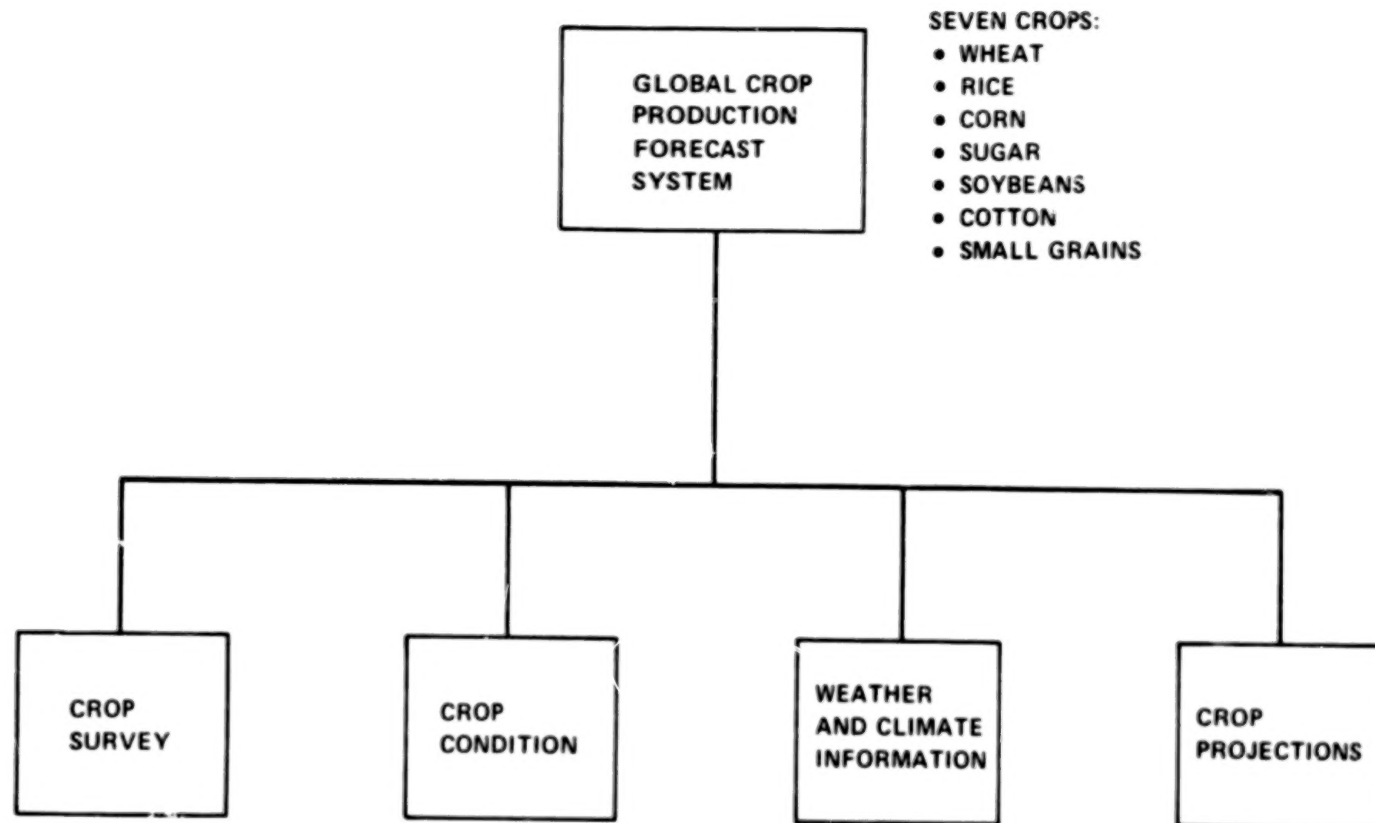 GLOBAL CROP
PRODUCTION
FORECAST
SYSTEM
SEVEN CROPS:
• WHEAT
• RICE
• CORN
• SUGAR
• SOYBEANS
• COTTON
• SMALL GRAINS
CROP
SURVEY
CROP
CONDITION
WEATHER
AND CLIMATE
INFORMATION
CROP
PROJECTIONS